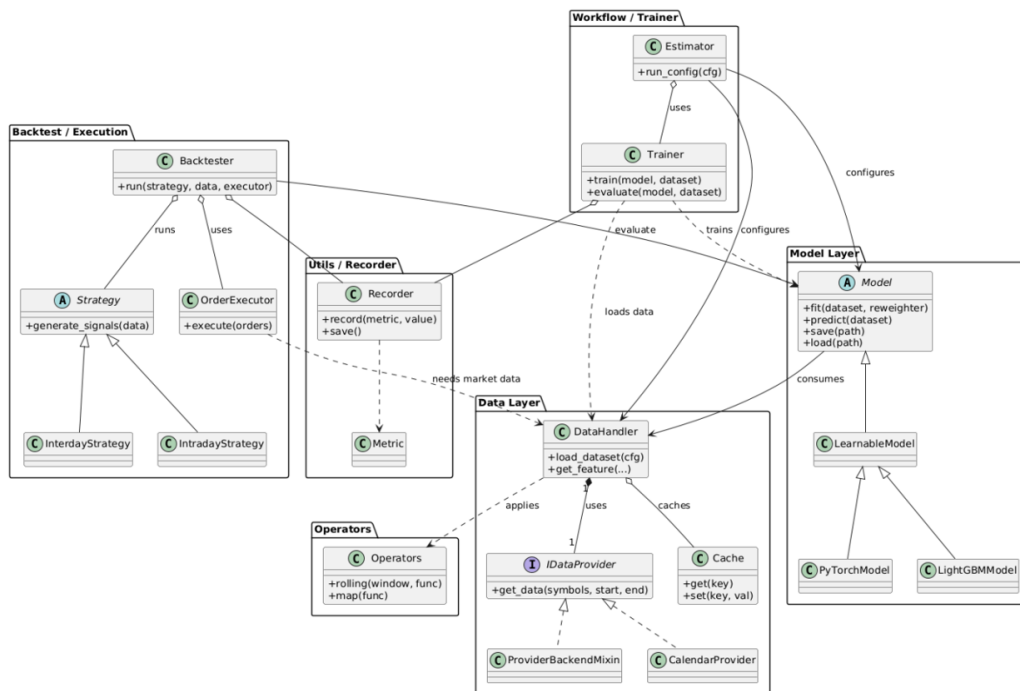 Workflow / Trainer
C Estimator
+run_config(cfg)
uses
C Trainer
+train(model, dataset)
+evaluate(model, dataset)
evaluate
trains
configures
configures
loads data
Backtest / Execution
C Backtester
+run(strategy, data, executor)
runs
uses
A Strategy
+generate_signals(data)
C OrderExecutor
+execute(orders)
C InterdayStrategy
C IntradayStrategy
needs market data
Utils / Recorder
C Recorder
+record(metric, value)
+save()
C Metric
Model Layer
A Model
+fit(dataset, reweighter)
+predict(dataset)
+save(path)
+load(path)
consumes
C LearnableModel
C PyTorchModel
C LightGBMModel
Data Layer
C DataHandler
+load_dataset(cfg)
+get_feature(...)
applies
1
uses
1
caches
I IDataProvider
+get_data(symbols, start, end)
C Cache
+get(key)
+set(key, val)
C ProviderBackendMixin
C CalendarProvider
Operators
C Operators
+rolling(window, func)
+map(func)